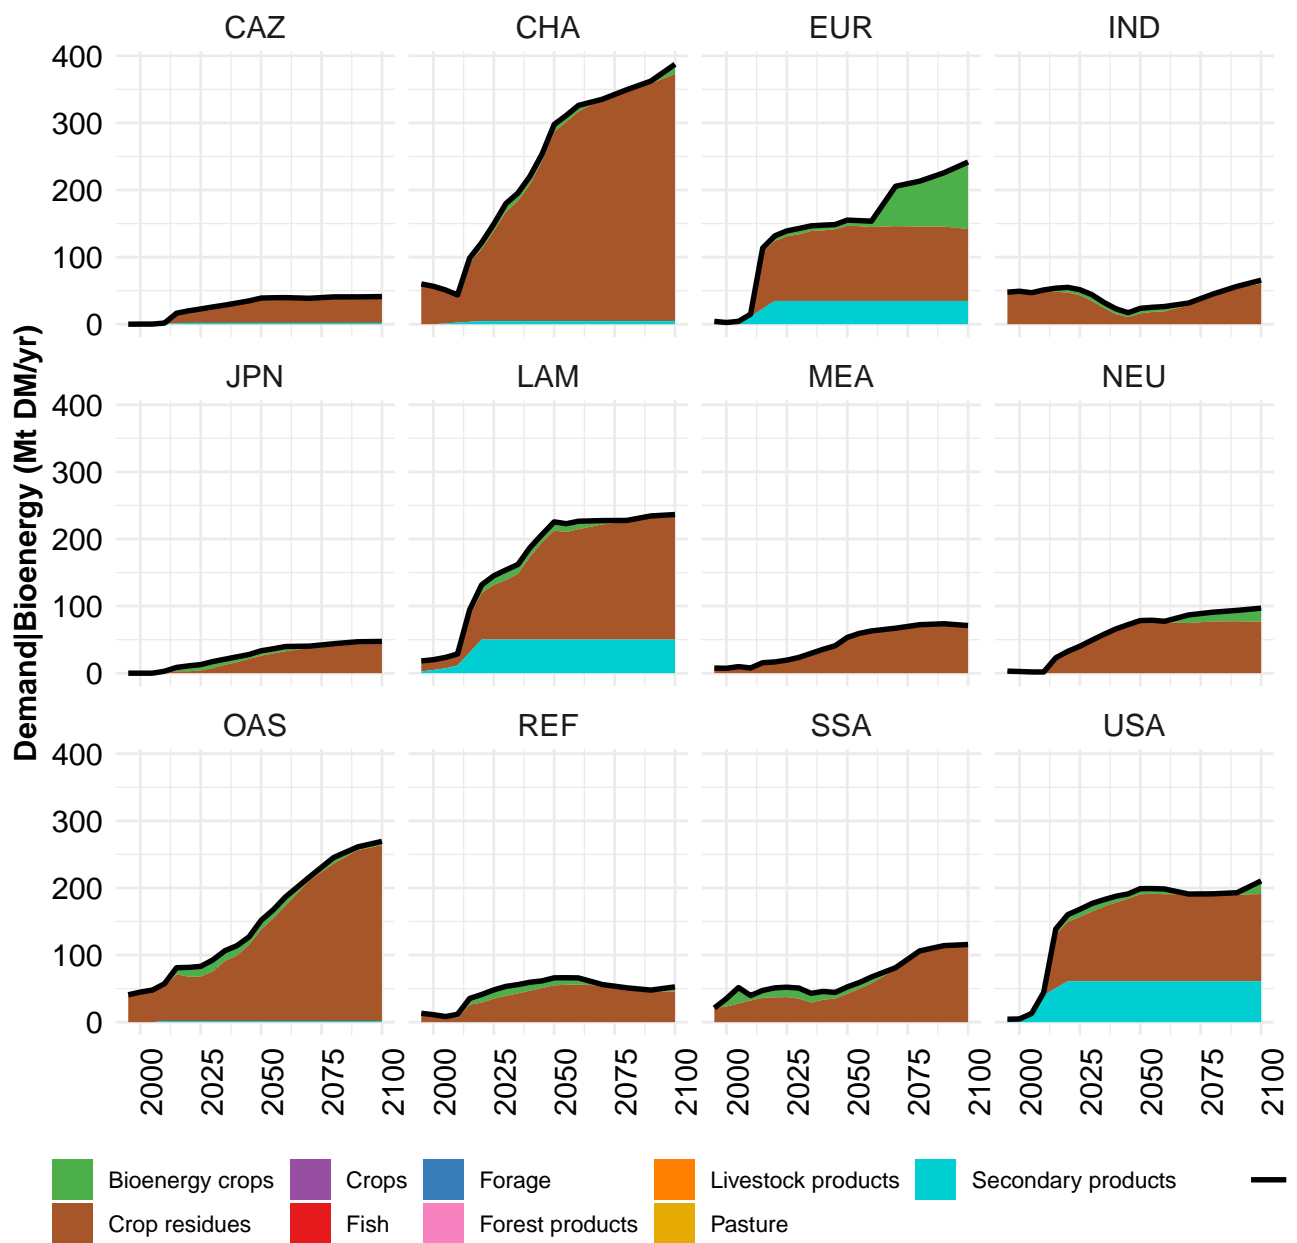 CAZ CHA EUR IND
400
300
200
100
0
JPN LAM MEA NEU
400
300
200
100
0
Demand|Bioenergy (Mt DM/yr)
OAS REF SSA USA
400
300
200
100
0
2000 2025 2050 2075 2100 2000 2025 2050 2075 2100 2000 2025 2050 2075 2100 2000 2025 2050 2075 2100
Bioenergy crops Crops Forage Livestock products Secondary products
Crop residues Fish Forest products Pasture